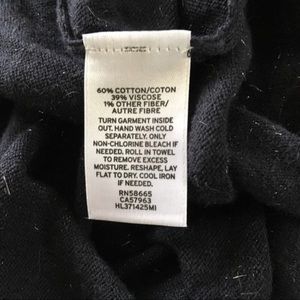 60% COTTON/COTON
39% VISCOSE
1% OTHER FIBER/
AUTRE FIBRE
TURN GARMENT INSIDE
OUT. HAND WASH COLD
SEPARATELY. ONLY
NON-CHLORINE BLEACH IF
NEEDED. ROLL IN TOWEL
TO REMOVE EXCESS
MOISTURE. RESHAPE, LAY
FLAT TO DRY. COOL IRON
IF NEEDED.
RN58665
CA57963
HL371425MI